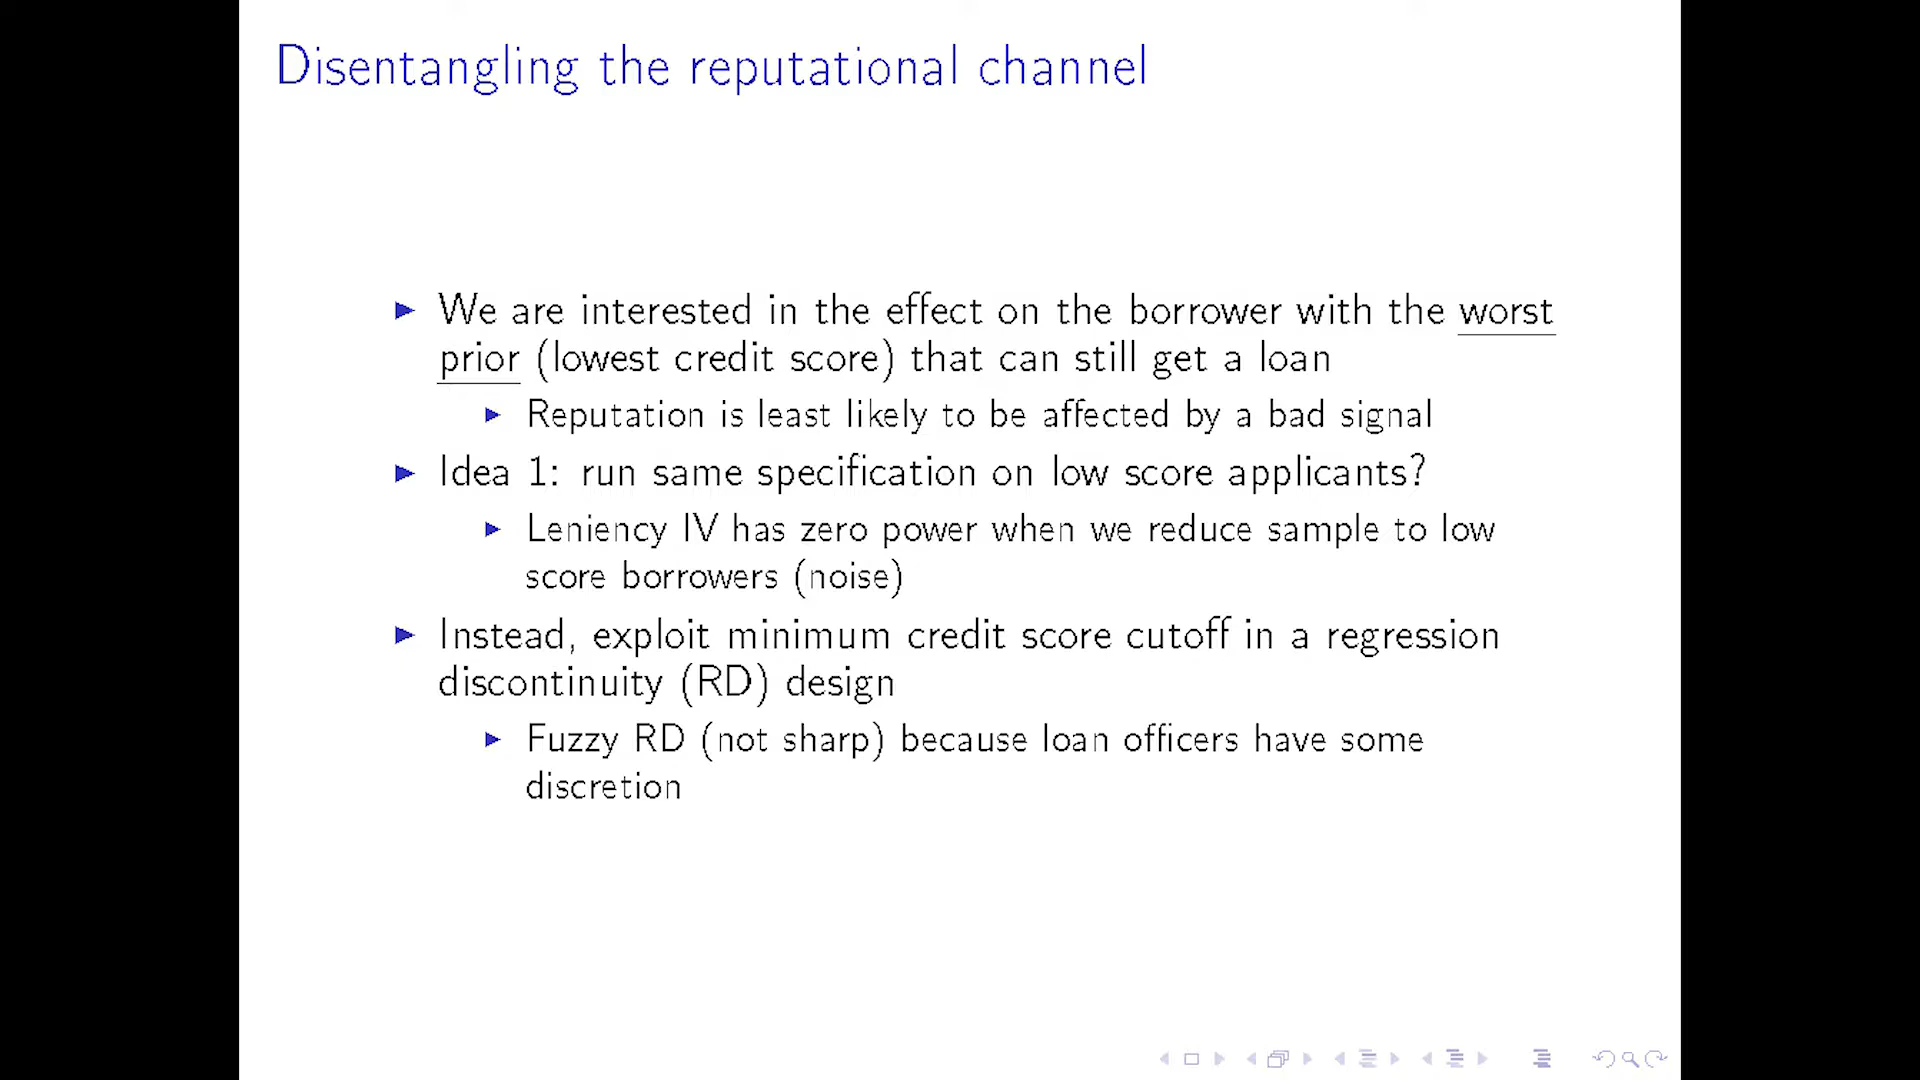 Disentangling the reputational channel
We are interested in the effect on the borrower with the worst
prior (lowest credit score) that can still get a loan
Reputation is least likely to be affected by a bad signal
Idea 1: run same specification on low score applicants?
Leniency IV has zero power when we reduce sample to low
score borrowers (noise)
Instead, exploit minimum credit score cutoff in a regression
discontinuity (RD) design
Fuzzy RD (not sharp) because loan officers have some
discretion